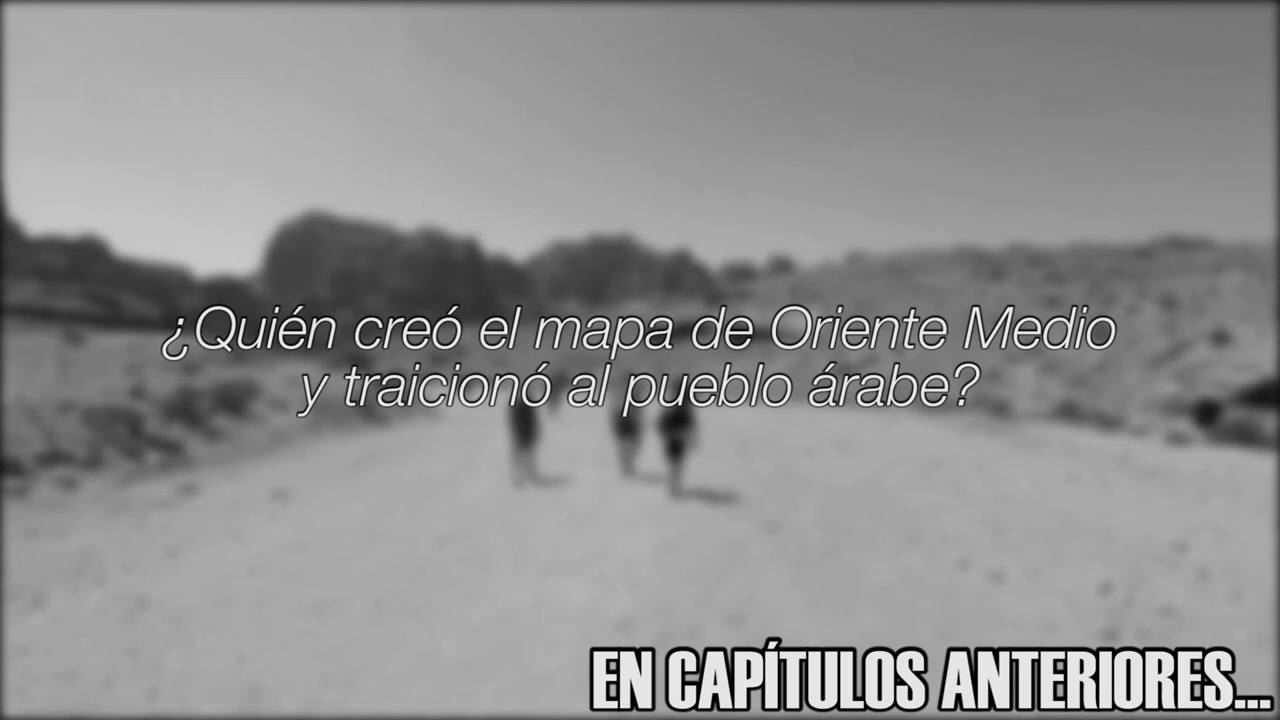 ¿Quién creó el mapa de Oriente Medio
y traicionó al pueblo árabe?
EN CAPÍTULOS ANTERIORES...